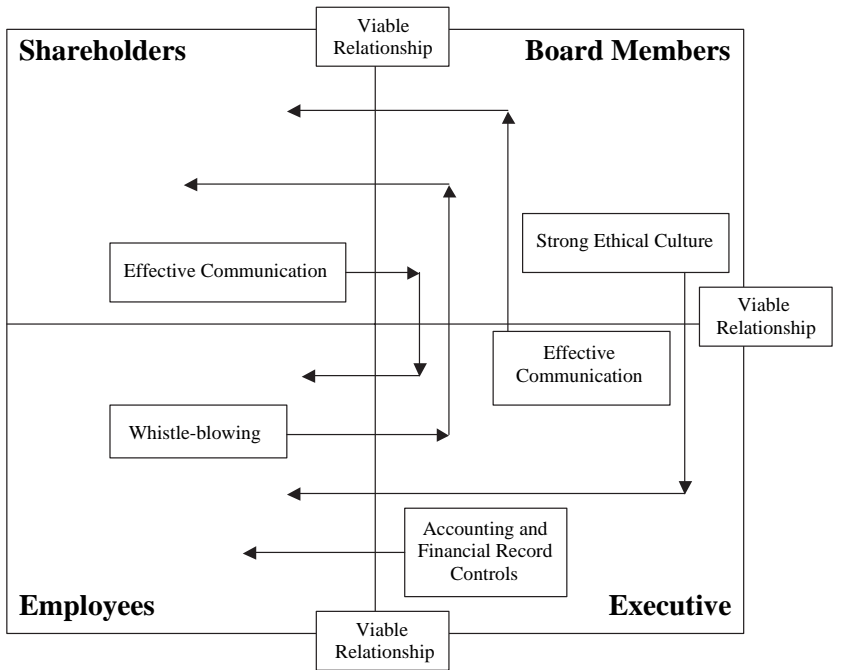 Viable
Relationship
Shareholders
Board Members
Strong Ethical Culture
Effective Communication
Viable
Relationship
Effective
Communication
Whistle-blowing
Accounting and
Financial Record
Controls
Employees
Executive
Viable
Relationship